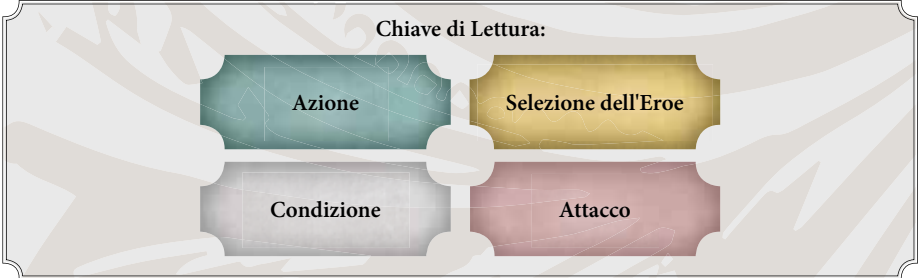 Chiave di Lettura:
Azione
Selezione dell'Eroe
Condizione
Attacco